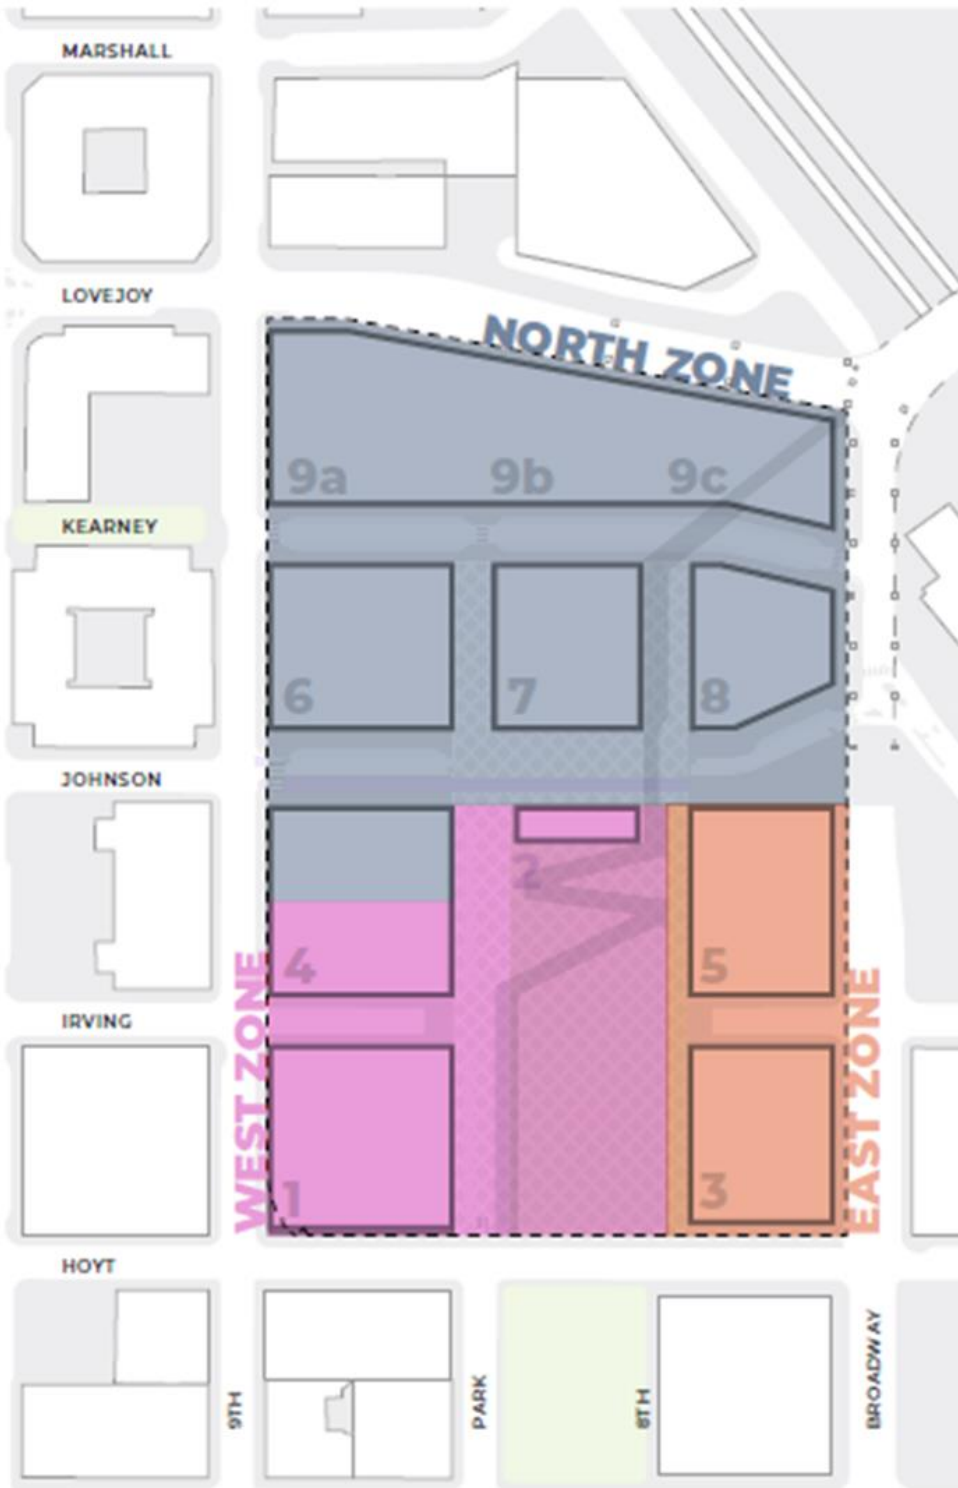 MARSHALL
LOVEJOY
NORTH ZONE
9a 9b 9c
KEARNEY
6 7 8
JOHNSON
2
4 5
WEST ZONE
EAST ZONE
IRVING
1 3
HOYT
9TH
PARK
8TH
BROADWAY